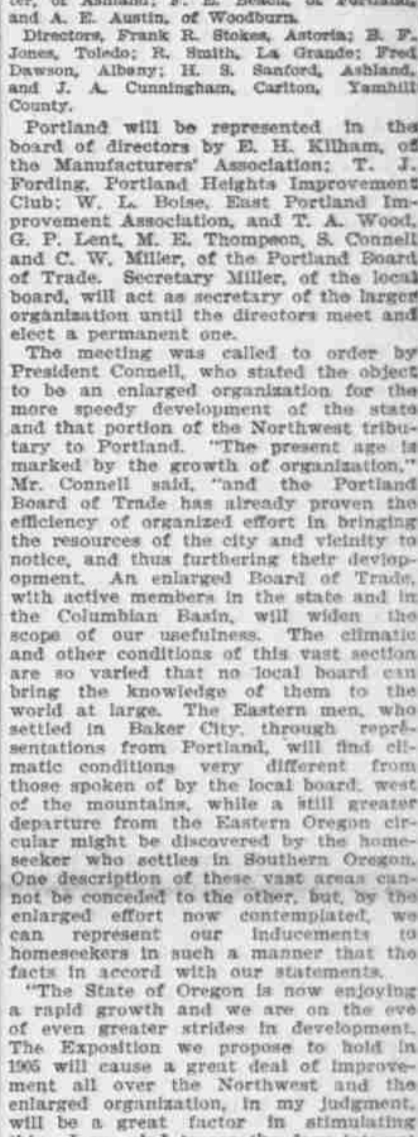 ter, of Ashland; F. E. Beach, of Portland,
and A. E. Austin, of Woodburn.
Directors, Frank R. Stokes, Astoria; B. F.
Jones, Toledo; R. Smith, La Grande; Fred
Dawson, Albany; H. S. Sanford, Ashland,
and J. A. Cunningham, Carlton, Yamhill
County.
Portland will be represented in the
board of directors by E. H. Kilham, of
the Manufacturers' Association; T. J.
Fording, Portland Heights Improvement
Club; W. L. Boise, East Portland Im-
provement Association, and T. A. Wood,
G. P. Lent, M. E. Thompson, S. Connell
and C. W. Miller, of the Portland Board
of Trade. Secretary Miller, of the local
board, will act as secretary of the larger
organization until the directors meet and
elect a permanent one.
The meeting was called to order by
President Connell, who stated the object
to be an enlarged organization for the
more speedy development of the state
and that portion of the Northwest tribu-
tary to Portland. "The present age is
marked by the growth of organization,"
Mr. Connell said, "and the Portland
Board of Trade has already proven the
efficiency of organized effort in bringing
the resources of the city and vicinity to
notice, and thus furthering their devlop-
opment. An enlarged Board of Trade,
with active members in the state and in
the Columbian Basin, will widen the
scope of our usefulness. The climatic
and other conditions of this vast section
are so varied that no local board can
bring the knowledge of them to the
world at large. The Eastern men, who
settled in Baker City, through repre-
sentations from Portland, will find cli-
matic conditions very different from
those spoken of by the local board, west
of the mountains, while a still greater
departure from the Eastern Oregon cir-
cular might be discovered by the home-
seeker who settles in Southern Oregon.
One description of these vast areas can-
not be conceded to the other, but, by the
enlarged effort now contemplated, we
can represent our inducements to
homeseekers in such a manner that the
facts in accord with our statements.
"The State of Oregon is now enjoying
a rapid growth and we are on the eve
of even greater strides in development.
The Exposition we propose to hold in
1905 will cause a great deal of improve-
ment all over the Northwest and the
enlarged organization, in my judgment,
will be a great factor in stimulating